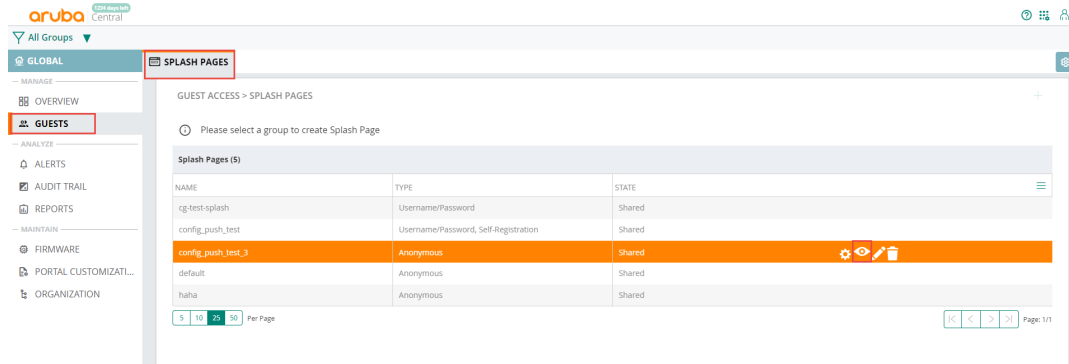 aruba Central
1234 days left
All Groups
GLOBAL
SPLASH PAGES
MANAGE
OVERVIEW
GUESTS
ANALYZE
ALERTS
AUDIT TRAIL
REPORTS
MAINTAIN
FIRMWARE
PORTAL CUSTOMIZATI...
ORGANIZATION
GUEST ACCESS > SPLASH PAGES
Please select a group to create Splash Page
Splash Pages (5)
NAME TYPE STATE
cg-test-splash Username/Password Shared
config_push_test Username/Password, Self-Registration Shared
config_push_test_3 Anonymous Shared
default Anonymous Shared
haha Anonymous Shared
5 10 25 50 Per Page
Page: 1/1